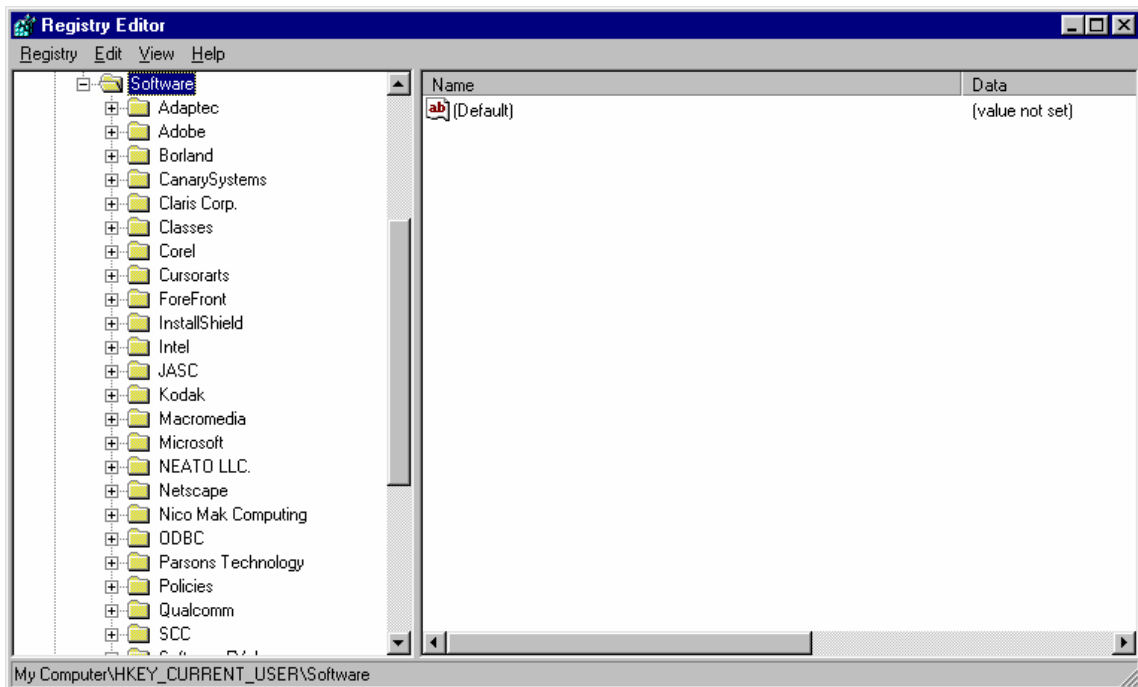 Registry Editor
Registry Edit View Help
Software
Adaptec
Adobe
Borland
CanarySystems
Claris Corp.
Classes
Corel
Cursorarts
ForeFront
InstallShield
Intel
JASC
Kodak
Macromedia
Microsoft
NEATO LLC.
Netscape
Nico Mak Computing
ODBC
Parsons Technology
Policies
Qualcomm
SCC
Name Data
ab (Default) (value not set)
My Computer\HKEY_CURRENT_USER\Software